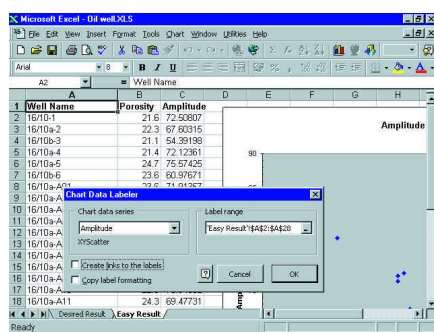 Microsoft Excel - Oil well.XLS
File Edit View Insert Format Tools Chart Window Utilities Help
Arial 8 B I U
A2 = Well Name
A B C D E F G H
1 Well Name Porosity Amplitude
2 16/10-1 21.6 72.50807
3 16/10a-2 22.3 67.60315
4 16/10b-3 21.1 54.39198
5 16/10a-4 21.4 72.12361
6 16/10a-5 24.7 75.57425
7 16/10b-6 23.6 60.97671
8 16/10a-A01
9 16/10a-A
10 16/10a-A
11 16/10a-A
12 16/10a-A
13 16/10a-A
14 16/10a-A
15 16/10a-A
16 16/10a-A
17 16/10a-A
18 16/10a-A11 24.3 69.47731
Amplitude
90
Chart Data Labeler
Chart data series
Amplitude
XYScatter
Label range
'Easy Result'!$A$2:$A$28
Create links to the labels
Copy label formatting
Cancel
OK
Desired Result Easy Result
Ready